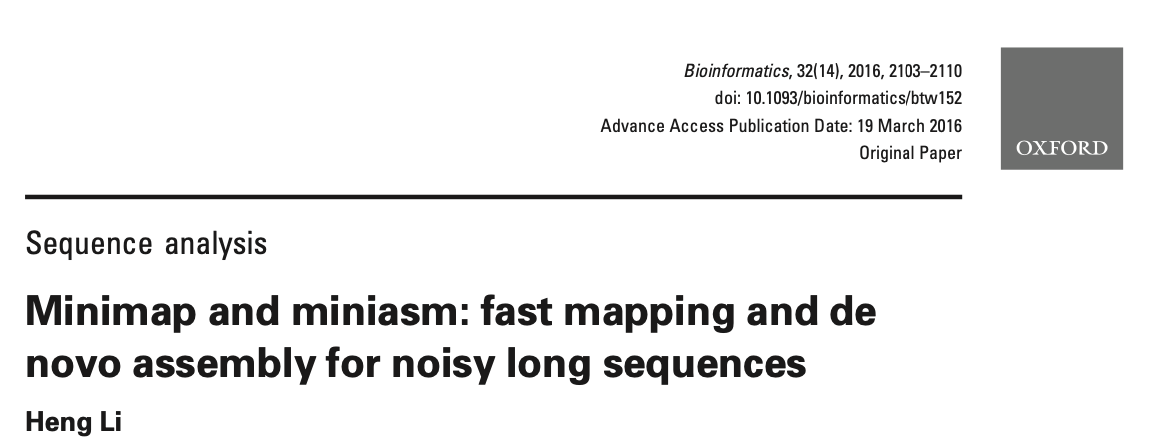 Bioinformatics, 32(14), 2016, 2103–2110
doi: 10.1093/bioinformatics/btw152
Advance Access Publication Date: 19 March 2016
Original Paper
OXFORD
Sequence analysis
Minimap and miniasm: fast mapping and de
novo assembly for noisy long sequences
Heng Li